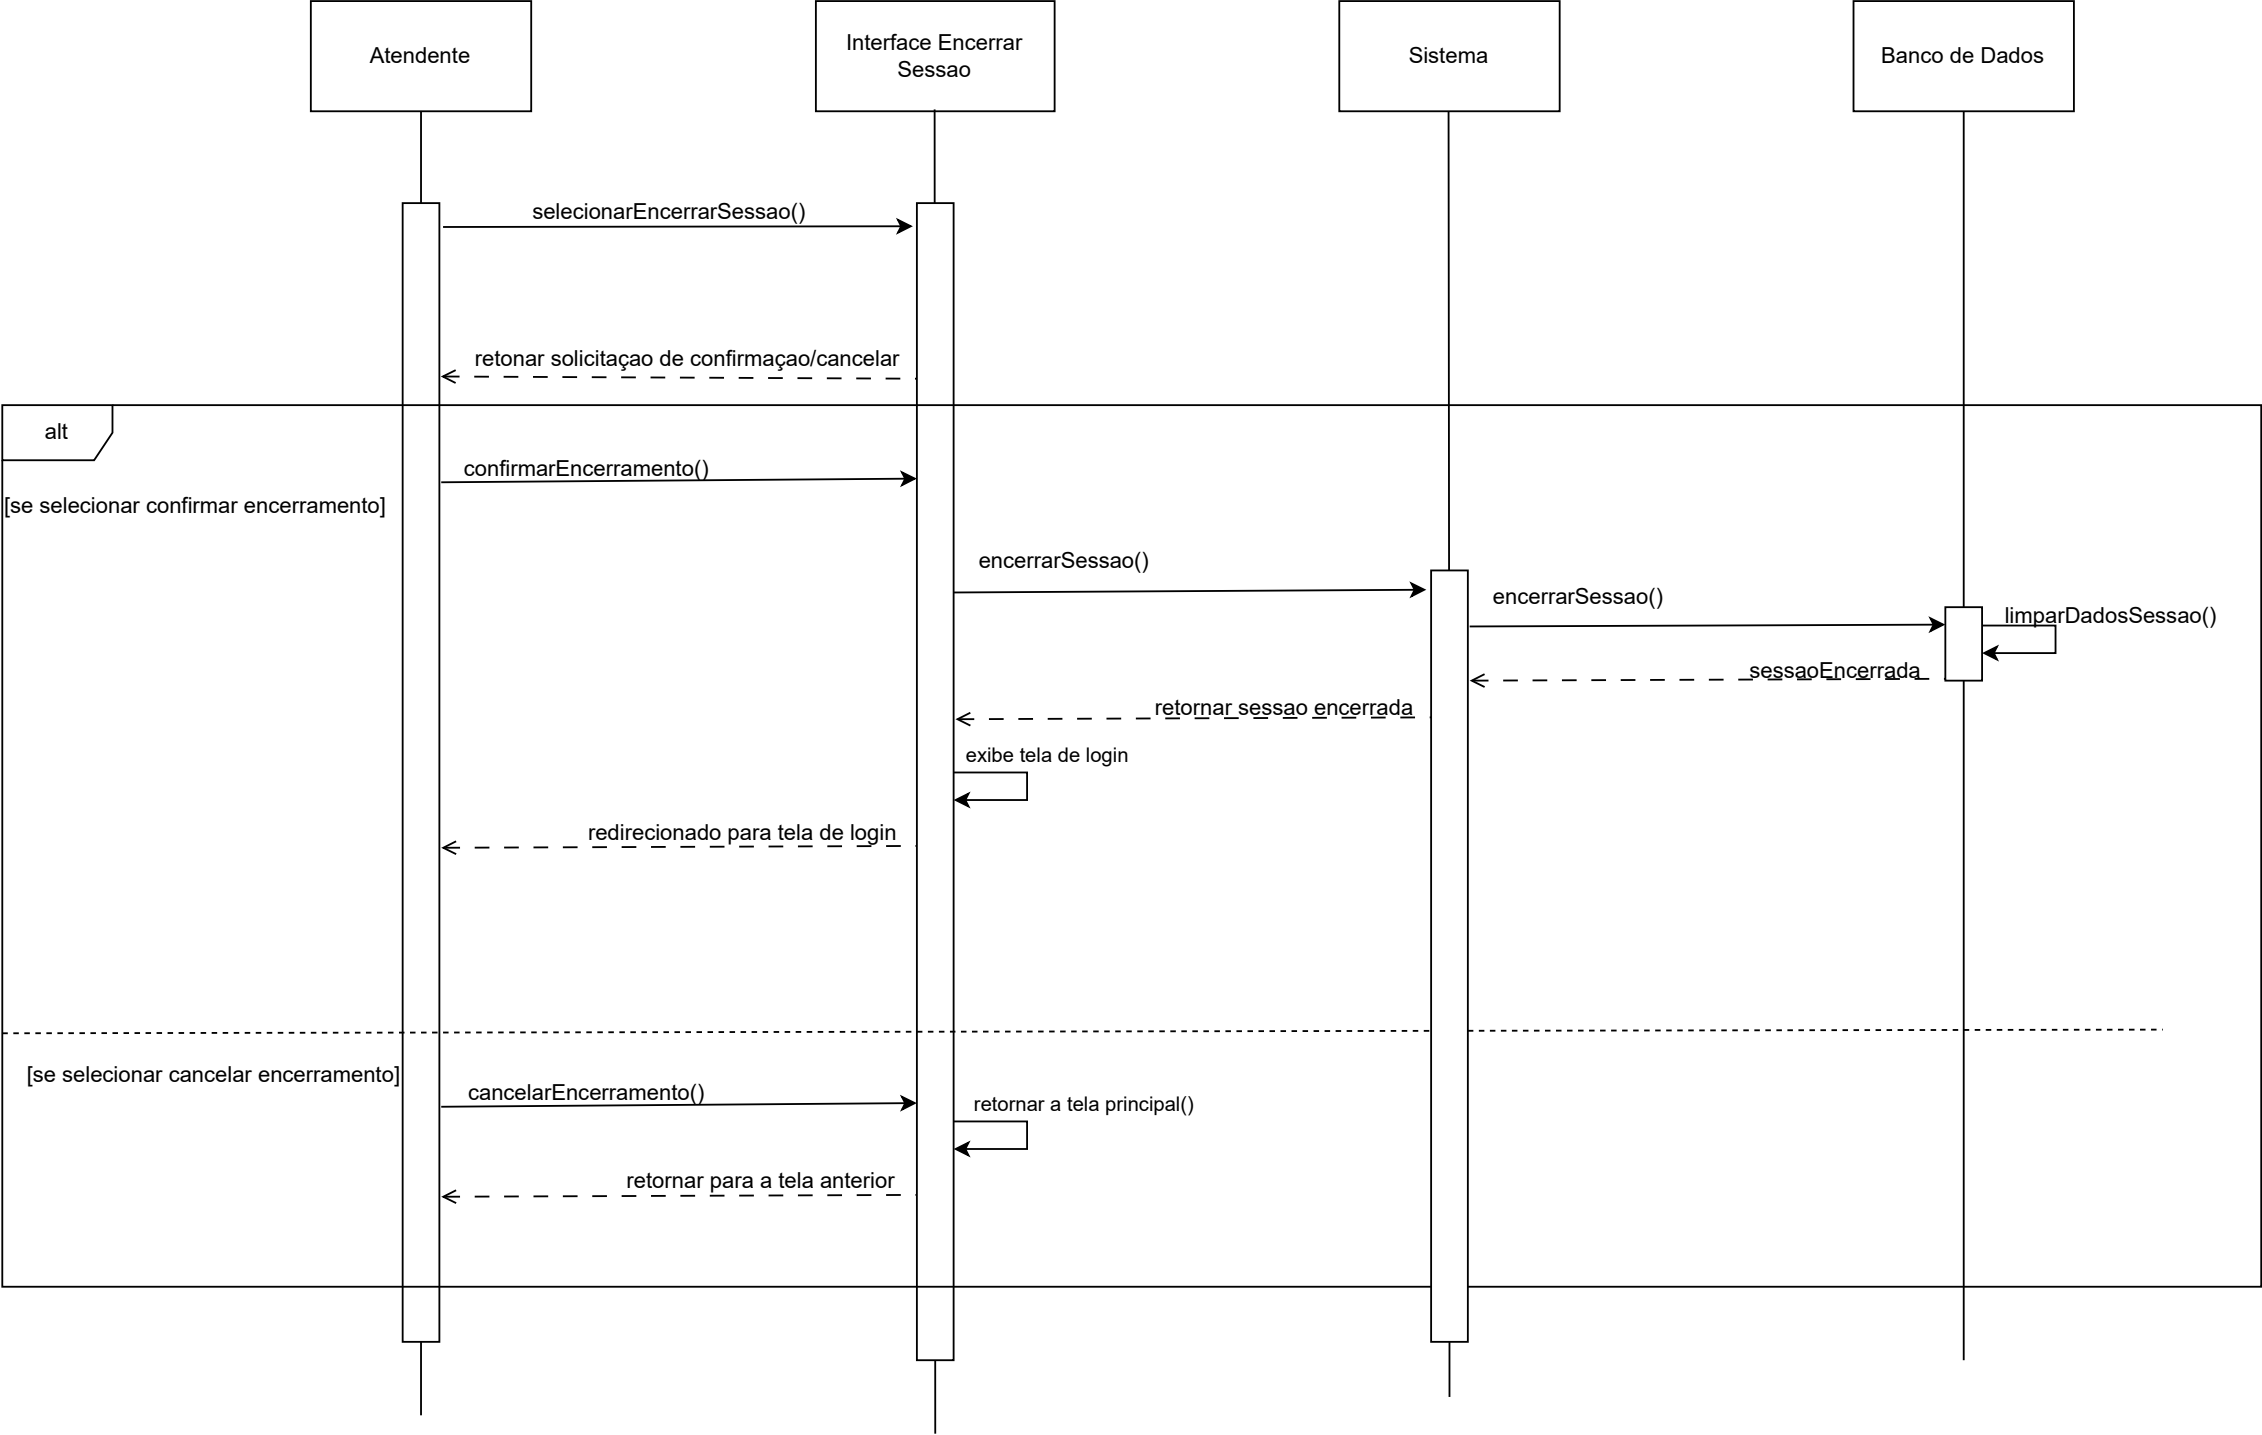 Atendente
Interface Encerrar
Sessao
Sistema
Banco de Dados
selecionarEncerrarSessao()
retonar solicitaçao de confirmaçao/cancelar
alt
confirmarEncerramento()
[se selecionar confirmar encerramento]
encerrarSessao()
encerrarSessao()
limparDadosSessao()
sessaoEncerrada
retornar sessao encerrada
exibe tela de login
redirecionado para tela de login
[se selecionar cancelar encerramento]
cancelarEncerramento()
retornar a tela principal()
retornar para a tela anterior